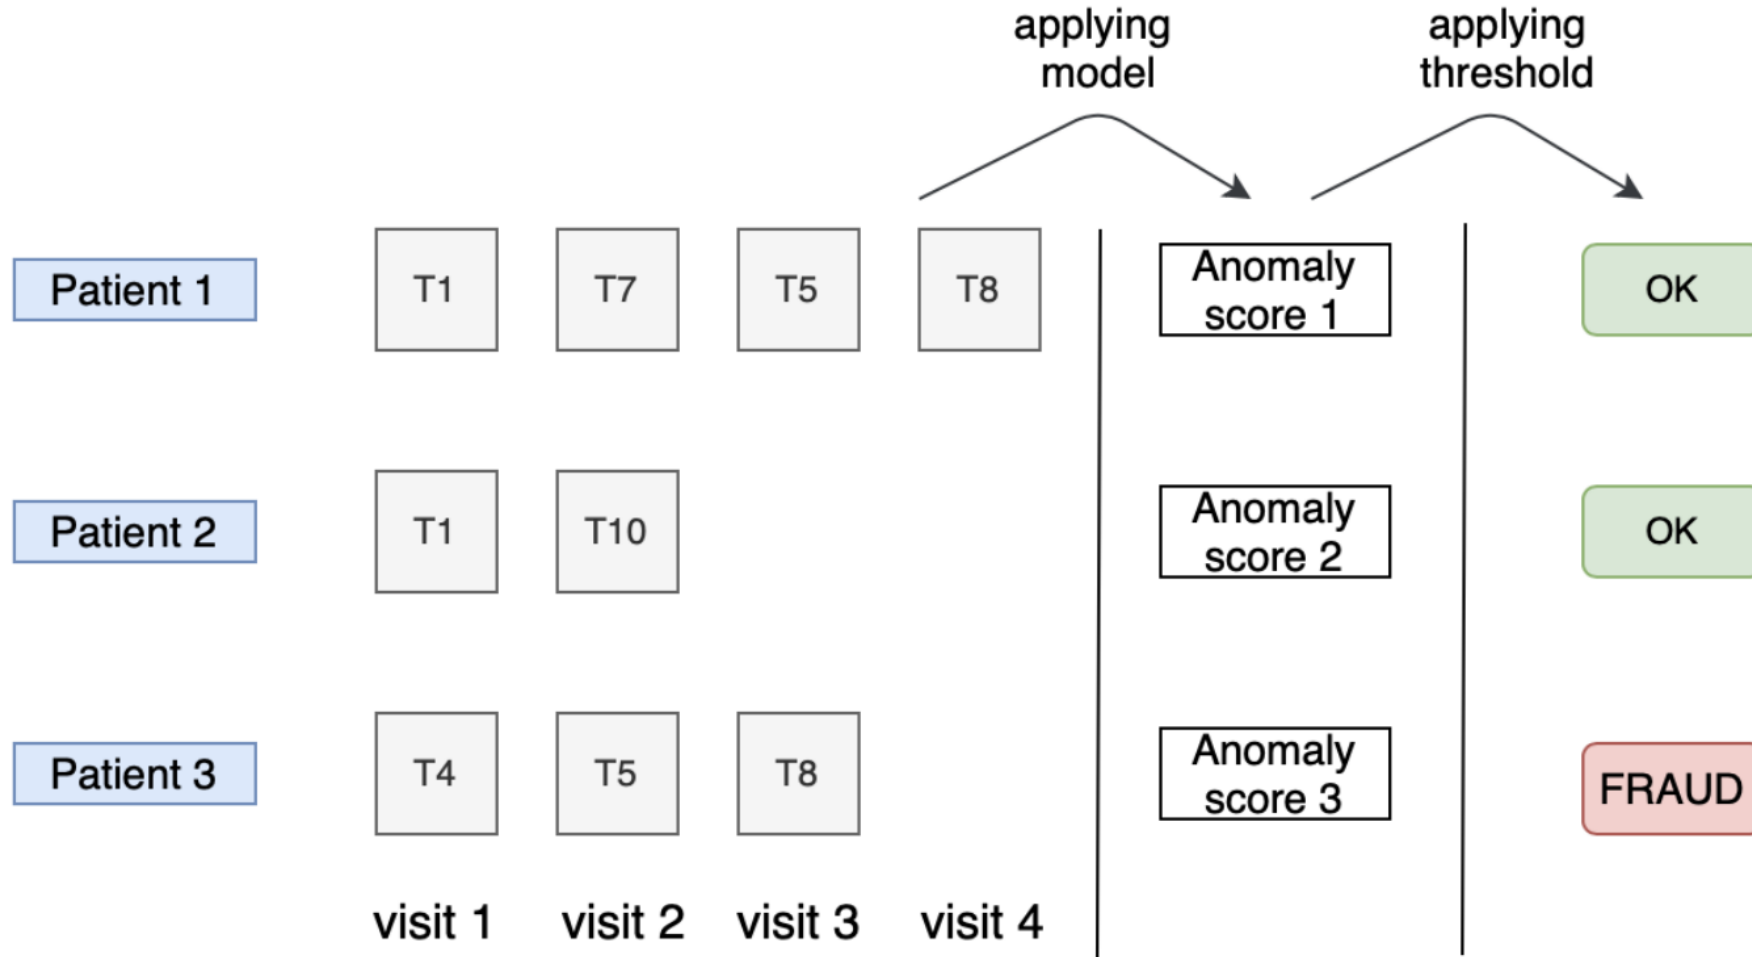 applying
model
applying
threshold
Patient 1
T1
T7
T5
T8
Anomaly
score 1
OK
Patient 2
T1
T10
Anomaly
score 2
OK
Patient 3
T4
T5
T8
Anomaly
score 3
FRAUD
visit 1
visit 2
visit 3
visit 4